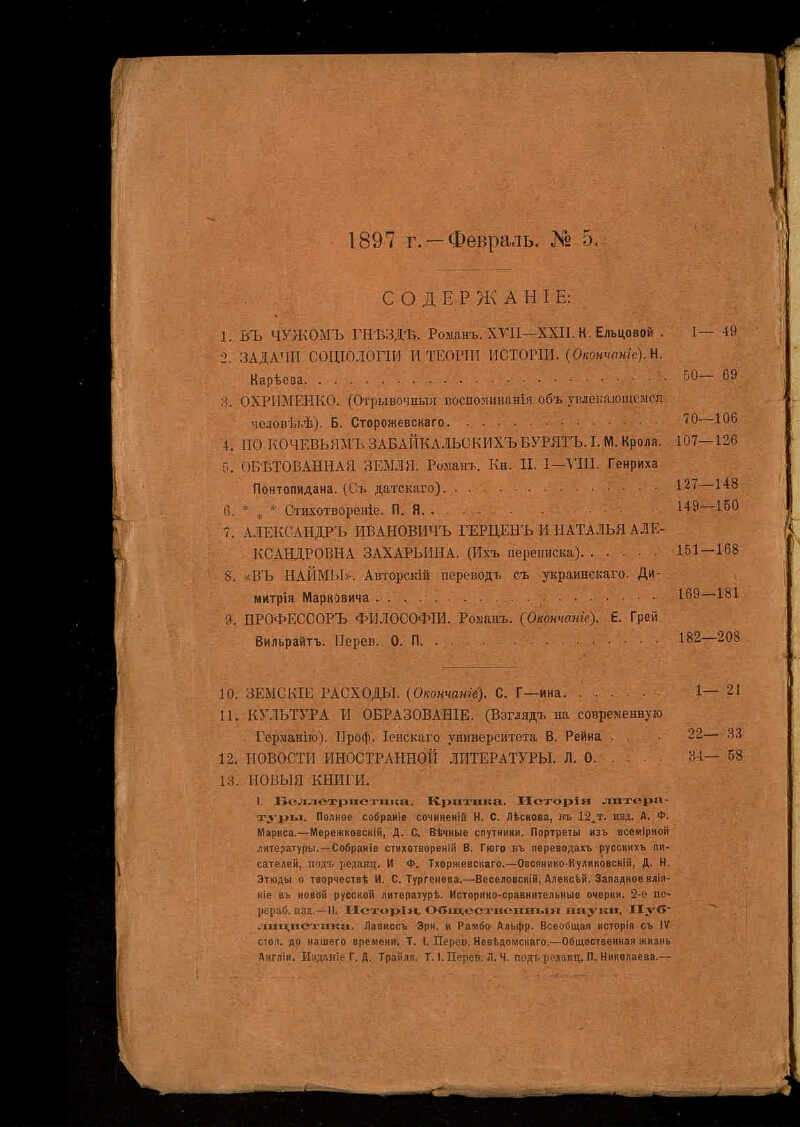 1897 г. — Февраль. № 5.
СОДЕРЖАНІЕ:
1. ВЪ ЧУЖОМЪ ГНѢЗДѢ. Романъ. XVII—XXII. К. Ельцовой . 1— 49
2. ЗАДАЧИ СОЦІОЛОГІИ И ТЕОРІИ ИСТОРІИ. (Окончаніе). Н.
Карѣева. 50— 69
3. ОХРИМЕНКО. (Отрывочныя воспоминанія объ увлекающемся
человѣкѣ). Б. Сторожевскаго. 70—106
4. ПО КОЧЕВЬЯМЪ ЗАБАЙКАЛЬСКИХЪ БУРЯТЪ. I. М. Кроля. 107—126
5. ОБѢТОВАННАЯ ЗЕМЛЯ. Романъ. Кн. II. I—VIII. Генриха
Понтопидана. (Съ датскаго). 127—148
6. * * * Стихотвореніе. П. Я. 149—150
7. АЛЕКСАНДРЪ ИВАНОВИЧЪ ГЕРЦЕНЪ И НАТАЛЬЯ АЛЕ-
КСАНДРОВНА ЗАХАРЬИНА. (Ихъ переписка). 151—168
8. «ВЪ НАЙМЫ». Авторскій переводъ съ украинскаго. Ди-
митрія Марковича . 169—181
9. ПРОФЕССОРЪ ФИЛОСОФІИ. Романъ. (Окончаніе). Е. Грей
Вильрайтъ. Перев. О. П. 182—208
10. ЗЕМСКІЕ РАСХОДЫ. (Окончаніе). С. Г—ина. 1— 21
11. КУЛЬТУРА И ОБРАЗОВАНІЕ. (Взглядъ на современную
Германію). Проф. Іенскаго университета В. Рейна . 22— 33
12. НОВОСТИ ИНОСТРАННОЙ ЛИТЕРАТУРЫ. Л. О. 34— 58
13. НОВЫЯ КНИГИ.
I. Беллетристика. Критика. Исторія литера-
туры. Полное собраніе сочиненій Н. С. Лѣскова, въ 12 т. изд. А. Ф.
Маркса.—Мережковскій, Д. С. Вѣчные спутники. Портреты изъ всемірной
литературы.—Собраніе стихотвореній В. Гюго въ переводахъ русскихъ пи-
сателей, подъ редакц. И Ф. Тхоржевскаго.—Овсянико-Куликовскій, Д. Н.
Этюды о творчествѣ И. С. Тургенева.—Веселовскій, Алексѣй. Западное влія-
ніе въ новой русской литературѣ. Историко-сравнительные очерки. 2-е пе-
рераб. изд.—II. Исторія, Общественныя науки, Пуб-
лицистика. Лависсъ Эрн. и Рамбо Альфр. Всеобщая исторія съ IV
стол. до нашего времени. Т. I. Перев. Невѣдомскаго.—Общественная жизнь
Англіи. Изданіе Г. Д. Трайля. Т. I. Перев. Л. Ч. подъ редакц. П. Николаева.—